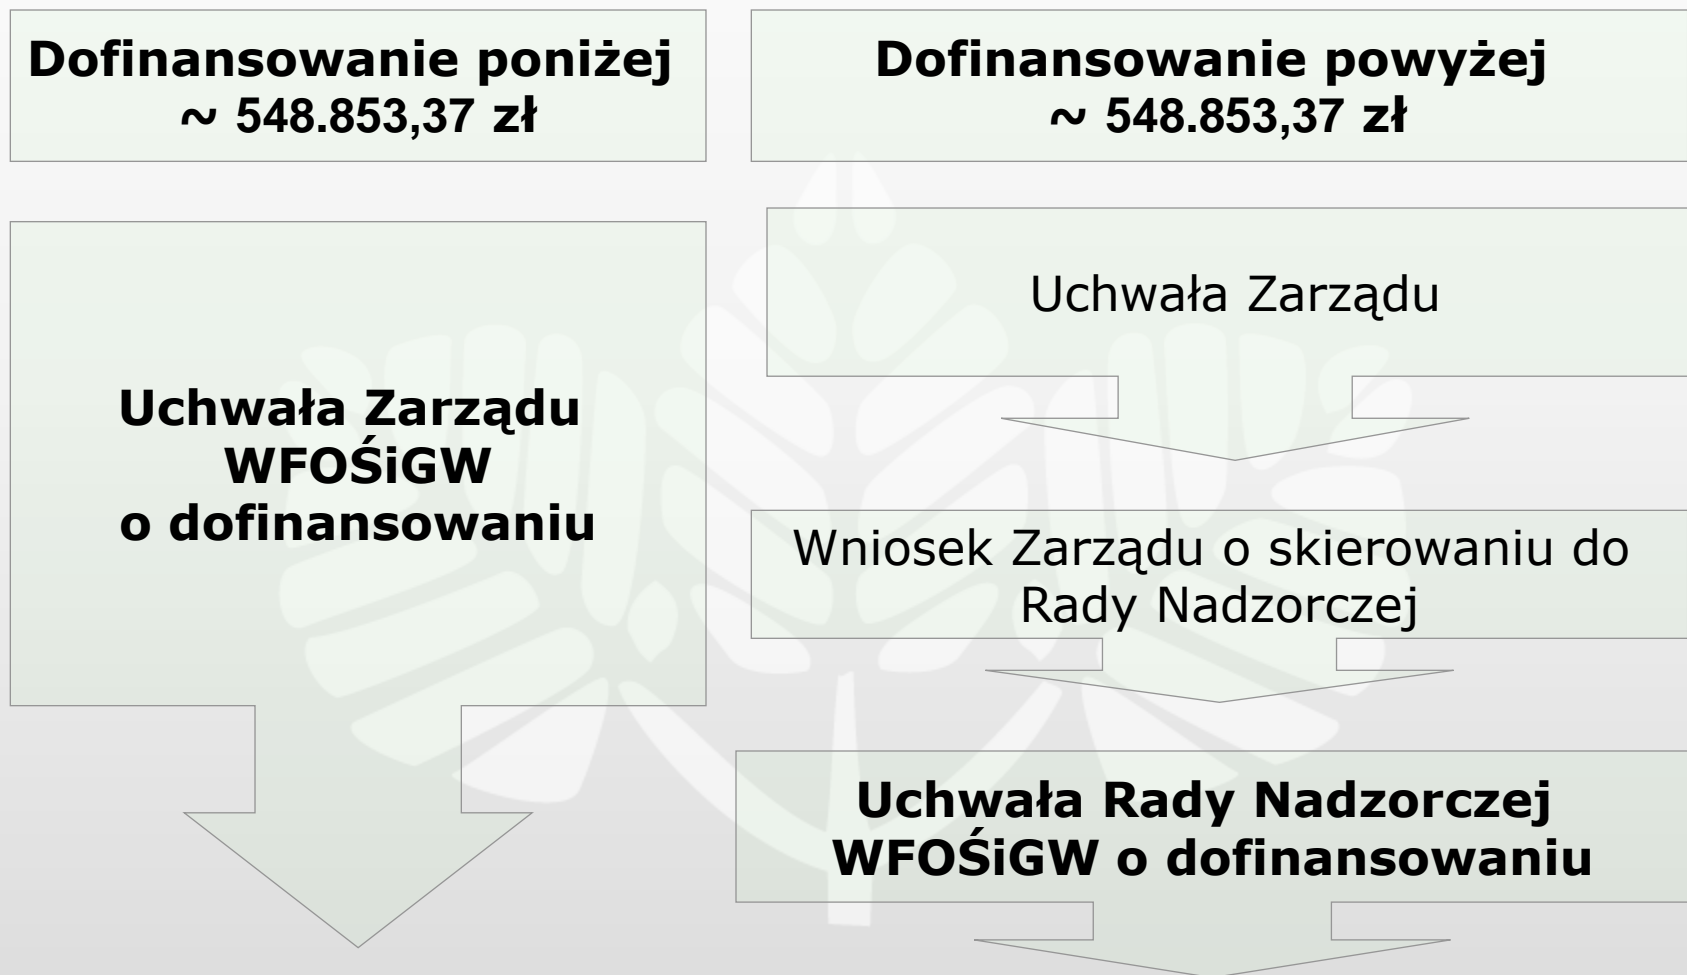 Dofinansowanie poniżej
~ 548.853,37 zł
Dofinansowanie powyżej
~ 548.853,37 zł
Uchwała Zarządu
WFOŚiGW
o dofinansowaniu
Uchwała Zarządu
Wniosek Zarządu o skierowaniu do
Rady Nadzorczej
Uchwała Rady Nadzorczej
WFOŚiGW o dofinansowaniu